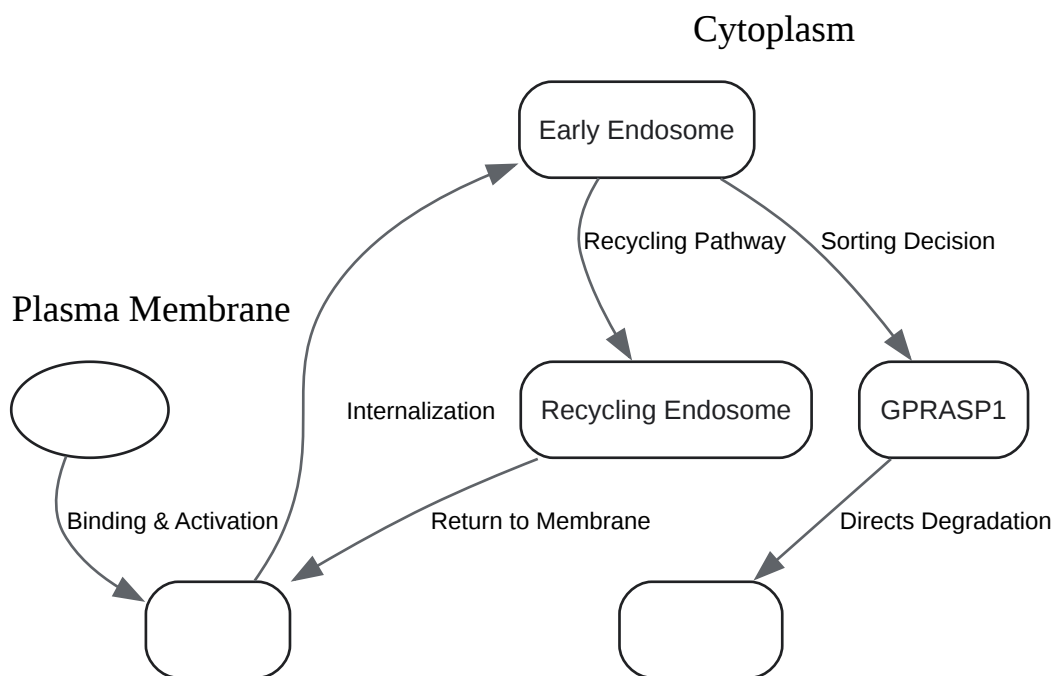 Cytoplasm
Early Endosome
Recycling Pathway
Sorting Decision
Plasma Membrane
Internalization
Recycling Endosome
GPRASP1
Binding & Activation
Return to Membrane
Directs Degradation